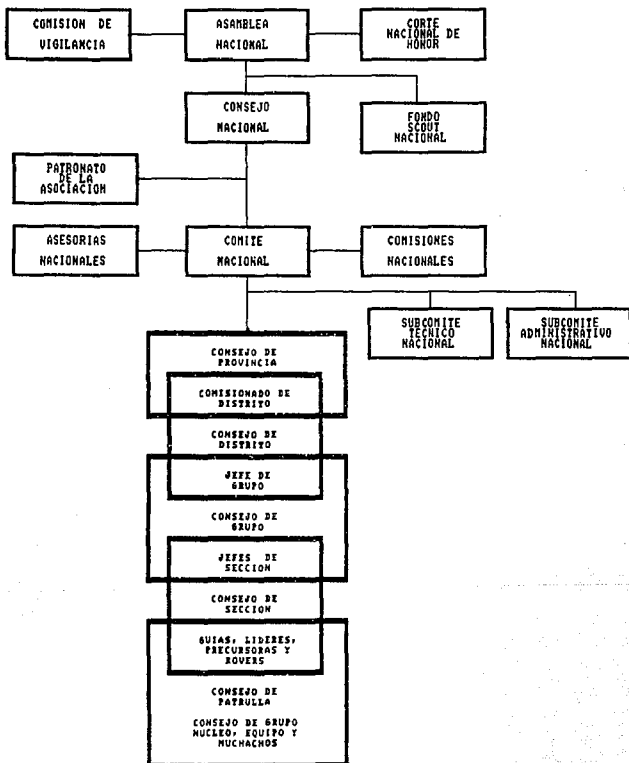 COMISION DE
VIGILANCIA
ASAMBLEA
NACIONAL
CORTE
NACIONAL DE
HONOR
CONSEJO
NACIONAL
FONDO
SCOUT
NACIONAL
PATRONATO
DE LA
ASOCIACION
ASESORIAS
NACIONALES
COMITE
NACIONAL
COMISIONES
NACIONALES
SUBCOMITE
TECNICO
NACIONAL
SUBCOMITE
ADMINISTRATIVO
NACIONAL
CONSEJO DE
PROVINCIA
COMISIONADO DE
DISTRITO
CONSEJO DE
DISTRITO
JEFE DE
GRUPO
CONSEJO DE
GRUPO
JEFES DE
SECCION
CONSEJO DE
SECCION
GUIAS, LIDERES,
PRECURSORAS Y
ROVERS
CONSEJO DE
PATRULLA
CONSEJO DE GRUPO
NUCLEO, EQUIPO Y
MUCHACHOS